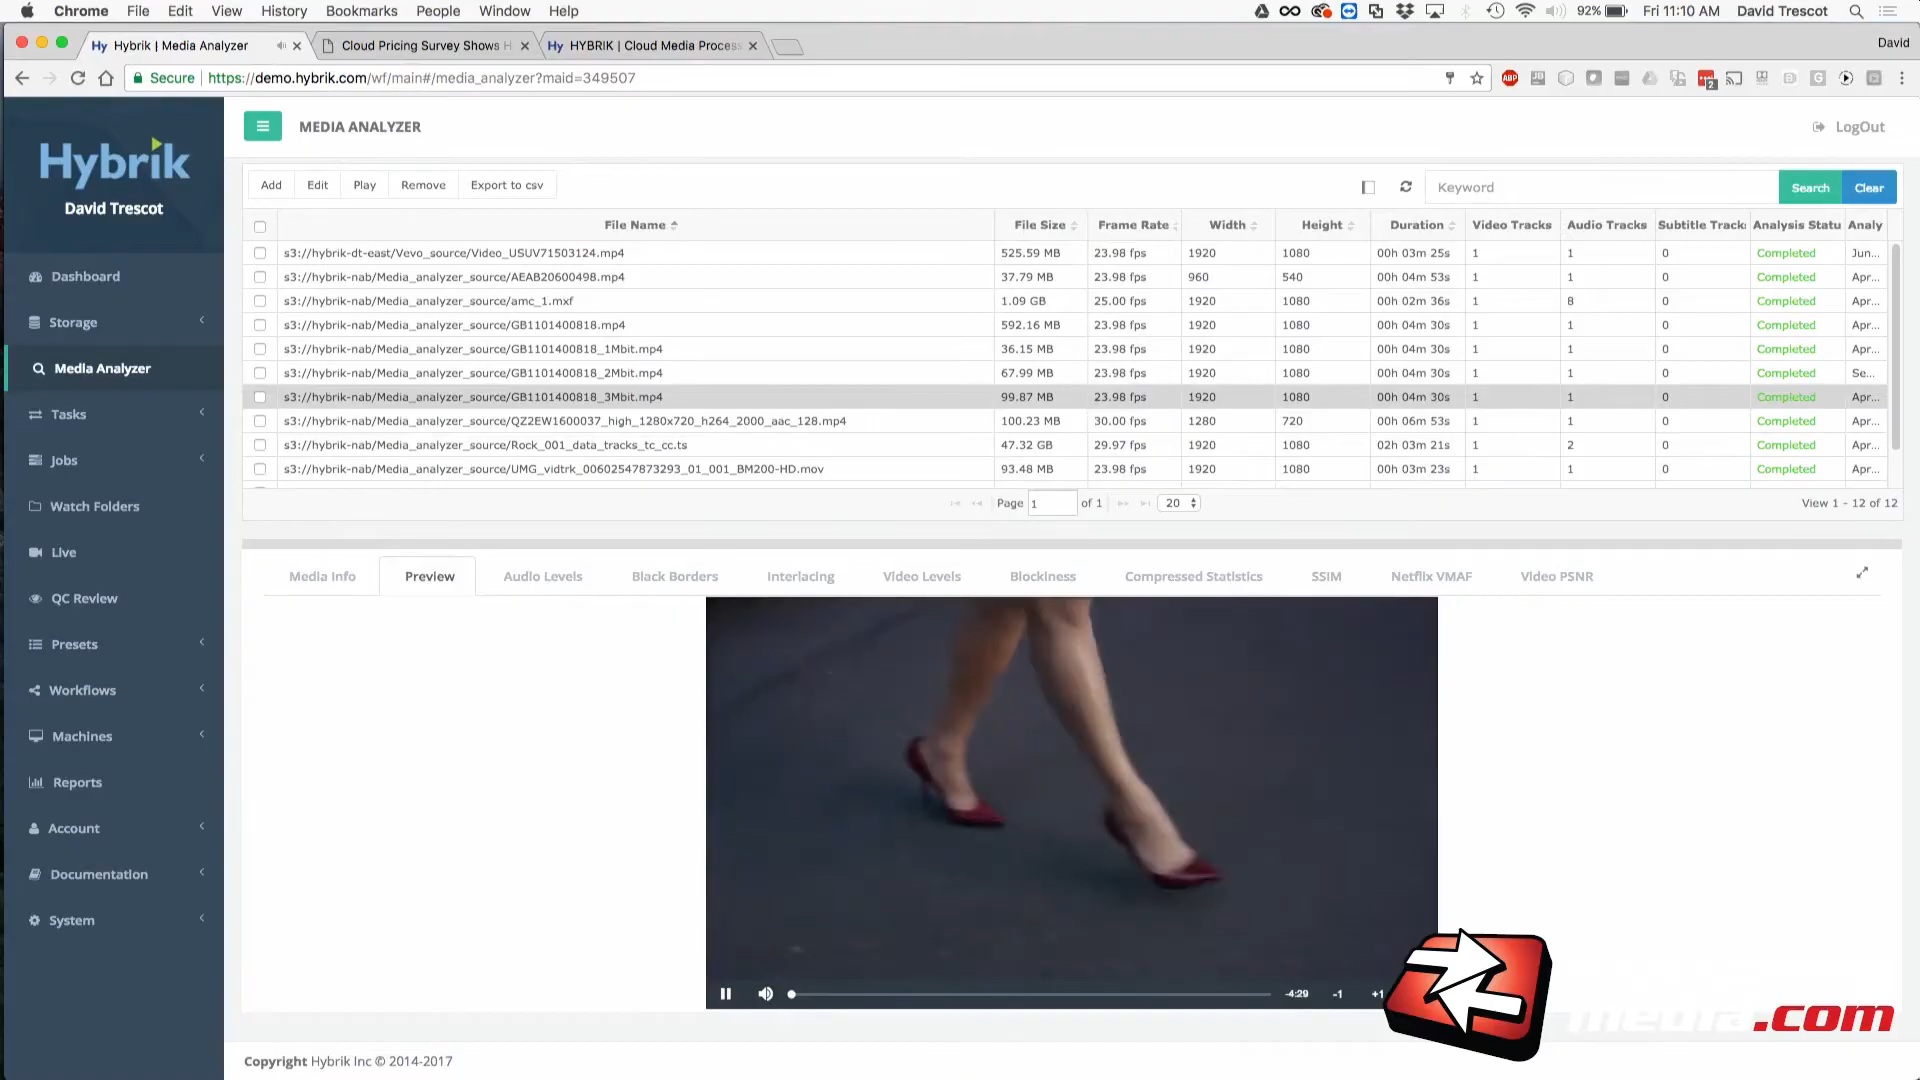 Chrome File Edit View History Bookmarks People Window Help 92% Fri 11:10 AM David Trescot
Hy Hybrik | Media Analyzer Cloud Pricing Survey Shows H Hy HYBRIK | Cloud Media Process David
Secure https://demo.hybrik.com/wf/main#/media_analyzer?maid=349507 ABP 2
Hybrik
David Trescot
Dashboard
Storage
Media Analyzer
Tasks
Jobs
Watch Folders
Live
QC Review
Presets
Workflows
Machines
Reports
Account
Documentation
System
MEDIA ANALYZER LogOut
Add Edit Play Remove Export to csv Keyword Search Clear
File Name File Size Frame Rate Width Height Duration Video Tracks Audio Tracks Subtitle Track Analysis Statu Analy
s3://hybrik-dt-east/Vevo_source/Video_USUV71503124.mp4 525.59 MB 23.98 fps 1920 1080 00h 03m 25s 1 1 0 Completed Jun...
s3://hybrik-nab/Media_analyzer_source/AEAB20600498.mp4 37.79 MB 23.98 fps 960 540 00h 04m 53s 1 1 0 Completed Apr...
s3://hybrik-nab/Media_analyzer_source/amc_1.mxf 1.09 GB 25.00 fps 1920 1080 00h 02m 36s 1 8 0 Completed Apr...
s3://hybrik-nab/Media_analyzer_source/GB1101400818.mp4 592.16 MB 23.98 fps 1920 1080 00h 04m 30s 1 1 0 Completed Apr...
s3://hybrik-nab/Media_analyzer_source/GB1101400818_1Mbit.mp4 36.15 MB 23.98 fps 1920 1080 00h 04m 30s 1 1 0 Completed Apr...
s3://hybrik-nab/Media_analyzer_source/GB1101400818_2Mbit.mp4 67.99 MB 23.98 fps 1920 1080 00h 04m 30s 1 1 0 Completed Se...
s3://hybrik-nab/Media_analyzer_source/GB1101400818_3Mbit.mp4 99.87 MB 23.98 fps 1920 1080 00h 04m 30s 1 1 0 Completed Apr...
s3://hybrik-nab/Media_analyzer_source/QZ2EW1600037_high_1280x720_h264_2000_aac_128.mp4 100.23 MB 30.00 fps 1280 720 00h 06m 53s 1 1 0 Completed Apr...
s3://hybrik-nab/Media_analyzer_source/Rock_001_data_tracks_tc_cc.ts 47.32 GB 29.97 fps 1920 1080 02h 03m 21s 1 2 0 Completed Apr...
s3://hybrik-nab/Media_analyzer_source/UMG_vidtrk_00602547873293_01_001_BM200-HD.mov 93.48 MB 23.98 fps 1920 1080 00h 03m 23s 1 1 0 Completed Apr...
Page 1 of 1 20 View 1 - 12 of 12
Media Info Preview Audio Levels Black Borders Interlacing Video Levels Blockiness Compressed Statistics SSIM Netflix VMAF Video PSNR
-4:29 -1 +1
media.com
Copyright Hybrik Inc © 2014-2017